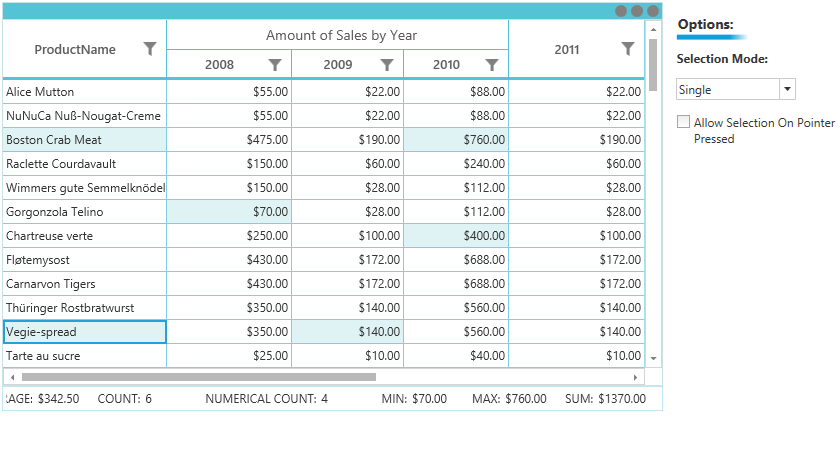 Amount of Sales by Year
ProductName 2008 2009 2010 2011
Alice Mutton $55.00 $22.00 $88.00 $22.00
NuNuCa Nuß-Nougat-Creme $55.00 $22.00 $88.00 $22.00
Boston Crab Meat $475.00 $190.00 $760.00 $190.00
Raclette Courdavault $150.00 $60.00 $240.00 $60.00
Wimmers gute Semmelknödel $150.00 $28.00 $112.00 $28.00
Gorgonzola Telino $70.00 $28.00 $112.00 $28.00
Chartreuse verte $250.00 $100.00 $400.00 $100.00
Fløtemysost $430.00 $172.00 $688.00 $172.00
Carnarvon Tigers $430.00 $172.00 $688.00 $172.00
Thüringer Rostbratwurst $350.00 $140.00 $560.00 $140.00
Vegie-spread $350.00 $140.00 $560.00 $140.00
Tarte au sucre $25.00 $10.00 $40.00 $10.00
AGE: $342.50 COUNT: 6 NUMERICAL COUNT: 4 MIN: $70.00 MAX: $760.00 SUM: $1370.00
Options:
Selection Mode:
Single
Allow Selection On Pointer
Pressed